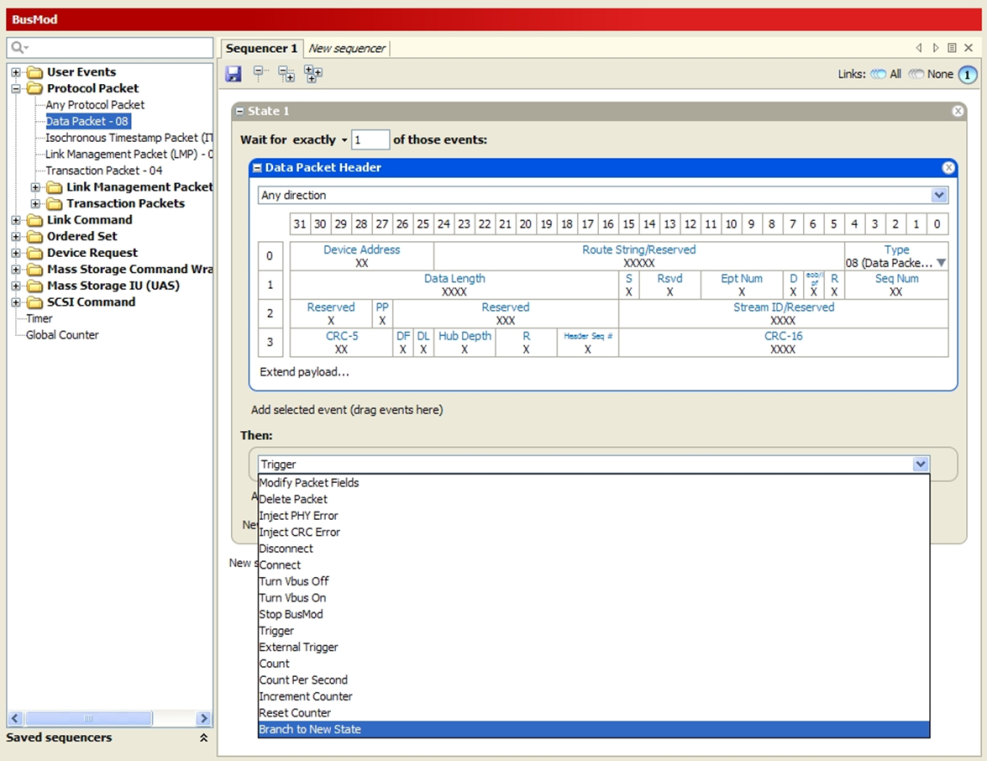 BusMod
Sequencer 1 New sequencer
Links: All None 1
User Events
Protocol Packet
Any Protocol Packet
Data Packet - 08
Isochronous Timestamp Packet (IT
Link Management Packet (LMP) - 0
Transaction Packet - 04
Link Management Packet
Transaction Packets
Link Command
Ordered Set
Device Request
Mass Storage Command Wra
Mass Storage IU (UAS)
SCSI Command
Timer
Global Counter
Saved sequencers
State 1
Wait for exactly 1 of those events:
Data Packet Header
Any direction
31 30 29 28 27 26 25 24 23 22 21 20 19 18 17 16 15 14 13 12 11 10 9 8 7 6 5 4 3 2 1 0
Device Address Route String/Reserved Type
0 XX XXXXX 08 (Data Packe...
Data Length S Rsvd Ept Num D R Seq Num
1 XXXX X X X X X X XX
Reserved PP Reserved Stream ID/Reserved
2 X X XXX XXXX
CRC-5 DF DL Hub Depth R Header Seq # CRC-16
3 XX X X X X X XXXX
Extend payload...
Add selected event (drag events here)
Then:
Trigger
Modify Packet Fields
A
Delete Packet
Inject PHY Error
Ne
Inject CRC Error
Disconnect
New s
Connect
Turn Vbus Off
Turn Vbus On
Stop BusMod
Trigger
External Trigger
Count
Count Per Second
Increment Counter
Reset Counter
Branch to New State